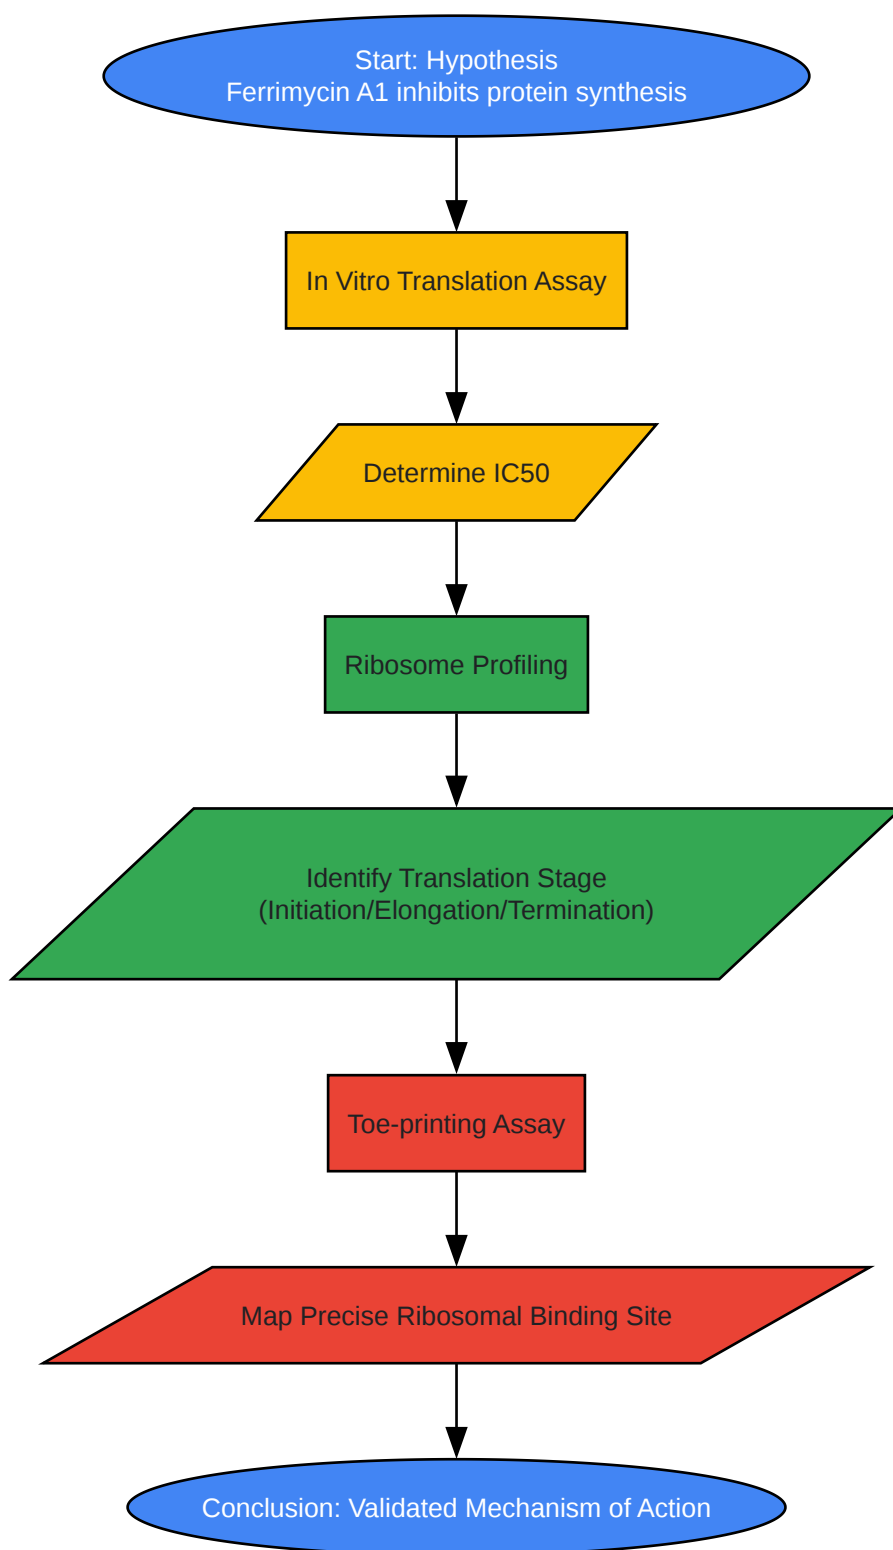 Start: Hypothesis
Ferrimycin A1 inhibits protein synthesis
In Vitro Translation Assay
Determine IC50
Ribosome Profiling
Identify Translation Stage
(Initiation/Elongation/Termination)
Toe-printing Assay
Map Precise Ribosomal Binding Site
Conclusion: Validated Mechanism of Action